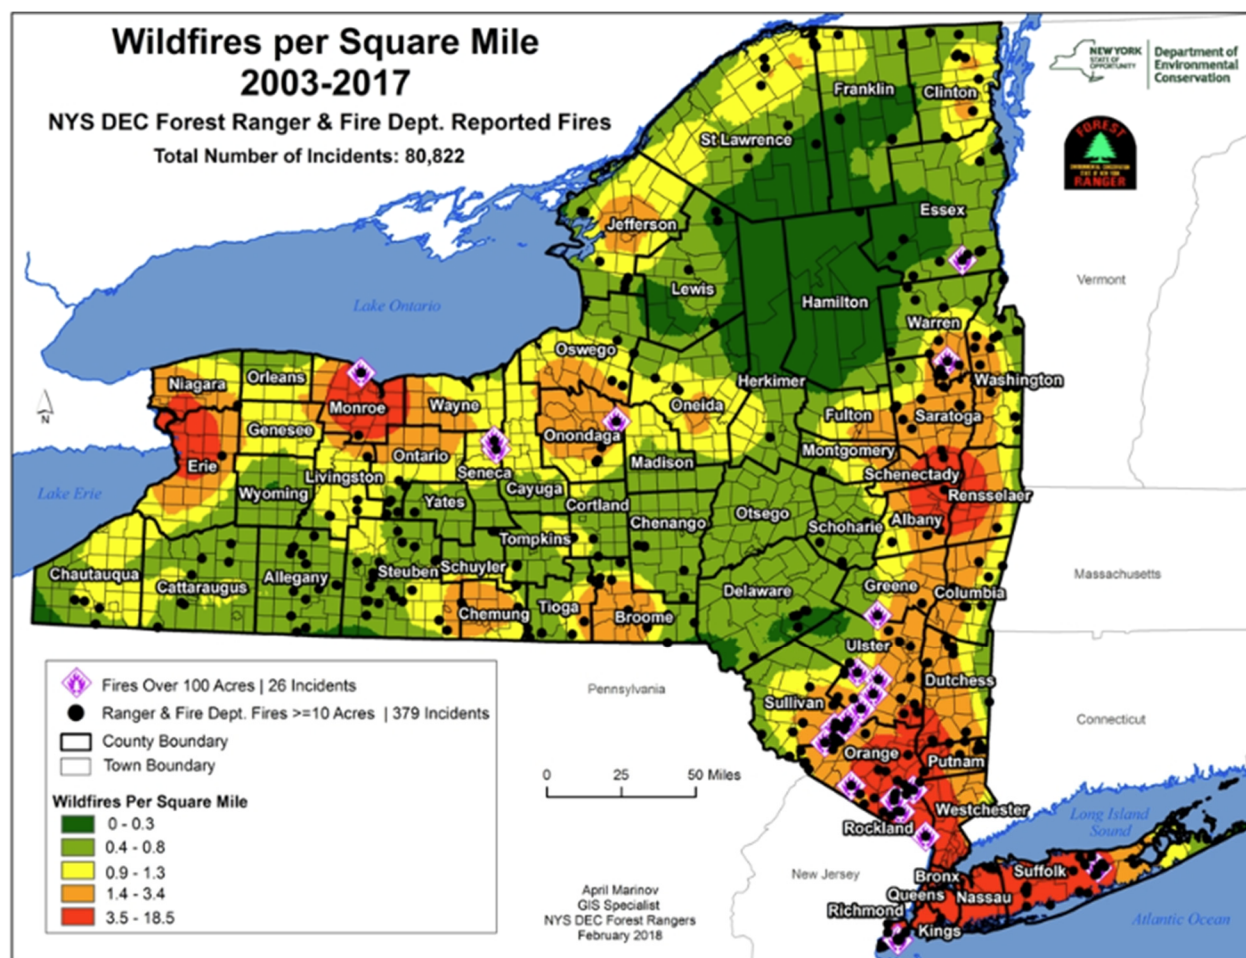 Wildfires per Square Mile
2003-2017
NYS DEC Forest Ranger & Fire Dept. Reported Fires
Total Number of Incidents: 80,822
NEW YORK
STATE OF
OPPORTUNITY
Department of
Environmental
Conservation
FOREST
RANGER
Franklin
Clinton
St Lawrence
Essex
Jefferson
Lewis
Hamilton
Vermont
Lake Ontario
Warren
Oswego
Herkimer
Washington
Niagara
Orleans
Monroe
Wayne
Oneida
Fulton
Saratoga
Genesee
Onondaga
Montgomery
N
Erie
Ontario
Seneca
Madison
Schenectady
Livingston
Lake Erie
Wyoming
Yates
Cayuga
Cortland
Rensselaer
Chenango
Otsego
Schoharie
Albany
Tompkins
Chautauqua
Cattaraugus
Allegany
Steuben
Schuyler
Massachusetts
Delaware
Greene
Columbia
Chemung
Tioga
Broome
Ulster
Pennsylvania
Dutchess
Sullivan
Connecticut
Orange
Putnam
Fires Over 100 Acres | 26 Incidents
Ranger & Fire Dept. Fires >=10 Acres | 379 Incidents
County Boundary
Town Boundary
Wildfires Per Square Mile
0 - 0.3
0.4 - 0.8
0.9 - 1.3
1.4 - 3.4
3.5 - 18.5
0 25 50 Miles
Westchester
Rockland
Long Island
Sound
New Jersey
Bronx
Suffolk
Queens
Nassau
Richmond
Kings
Atlantic Ocean
April Marinov
GIS Specialist
NYS DEC Forest Rangers
February 2018